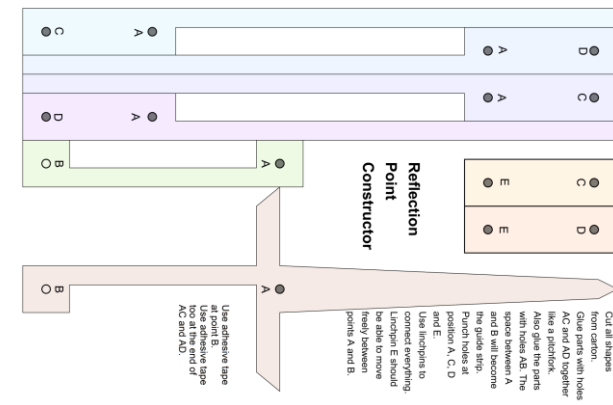 D C C D
A A E E
Reflection
Point
Constructor
Cut all shapes
from carton.
Glue parts with holes
AC and AD together
like a pitchfork.
Also glue the parts
with holes AB. The
space between A
and B will become
the guide strip.
Punch holes at
position A, C, D
and E.
Use linchpins to
connect everything.
Linchpin E should
be able to move
freely between
points A and B.
A A
Use adhesive tape
at point B.
Use adhesive tape
too at the end of
AC and AD.
A A
C D B B